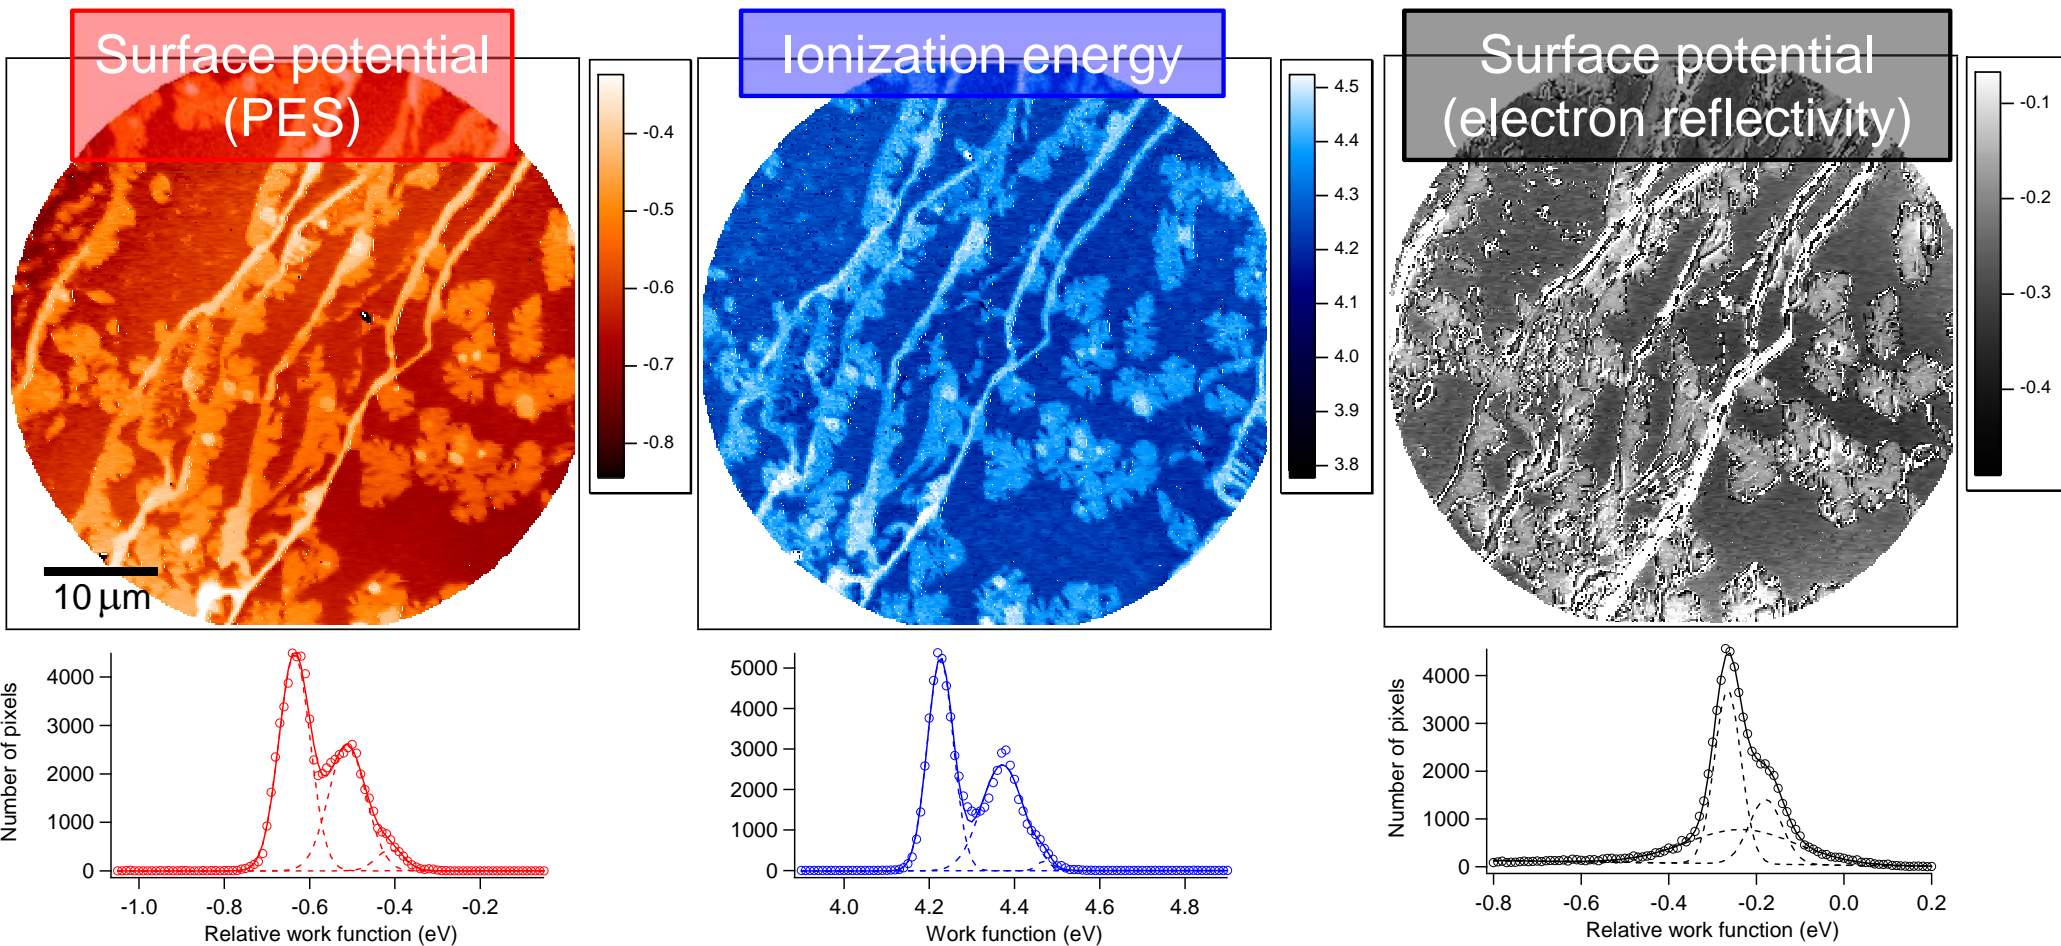 Surface potential
(PES)
Ionization energy
Surface potential
(electron reflectivity)
-0.4
-0.5
-0.6
-0.7
-0.8
4.5
4.4
4.3
4.2
4.1
4.0
3.9
3.8
-0.1
-0.2
-0.3
-0.4
10 μm
Number of pixels
4000
3000
2000
1000
0
-1.0 -0.8 -0.6 -0.4 -0.2
Relative work function (eV)
5000
4000
3000
2000
1000
0
4.0 4.2 4.4 4.6 4.8
Work function (eV)
Number of pixels
4000
3000
2000
1000
0
-0.8 -0.6 -0.4 -0.2 0.0 0.2
Relative work function (eV)